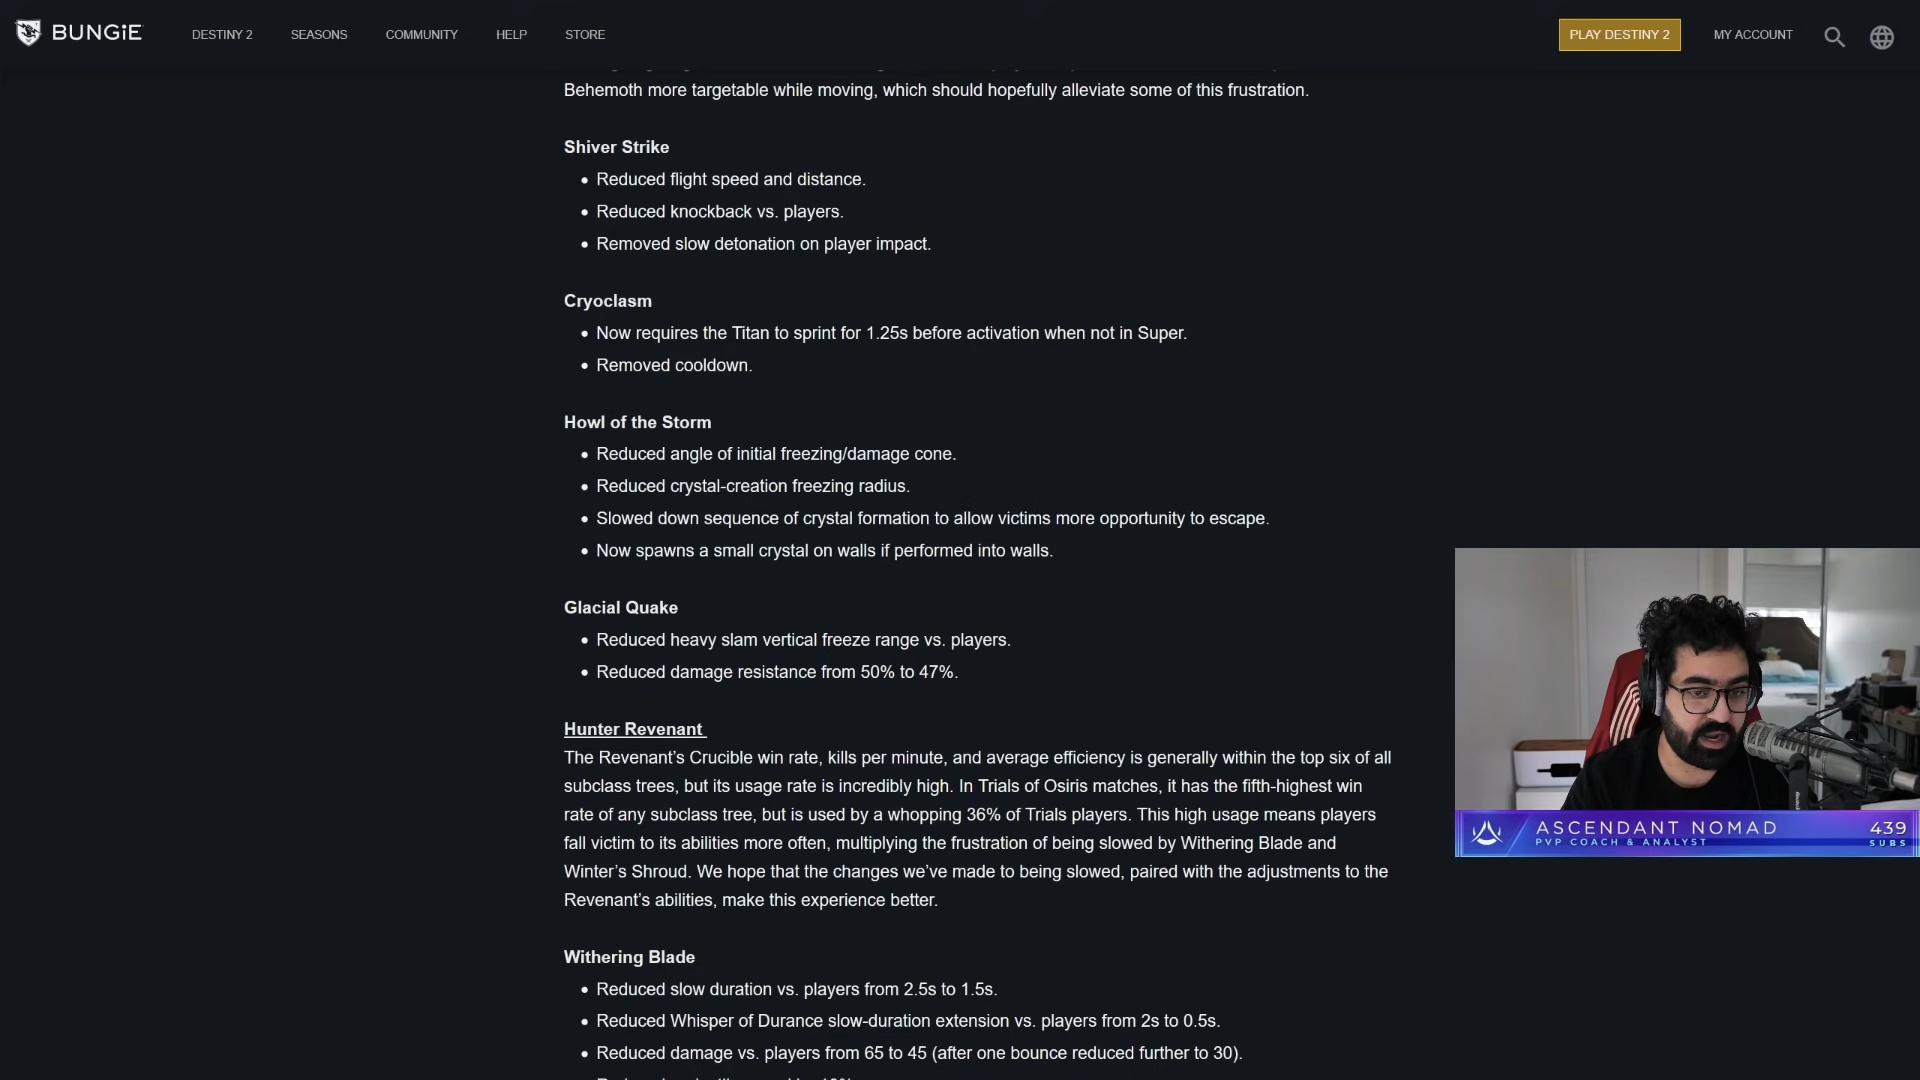 BUNGiE
DESTINY 2
SEASONS
COMMUNITY
HELP
STORE
PLAY DESTINY 2
MY ACCOUNT
Behemoth more targetable while moving, which should hopefully alleviate some of this frustration.
Shiver Strike
• Reduced flight speed and distance.
• Reduced knockback vs. players.
• Removed slow detonation on player impact.
Cryoclasm
• Now requires the Titan to sprint for 1.25s before activation when not in Super.
• Removed cooldown.
Howl of the Storm
• Reduced angle of initial freezing/damage cone.
• Reduced crystal-creation freezing radius.
• Slowed down sequence of crystal formation to allow victims more opportunity to escape.
• Now spawns a small crystal on walls if performed into walls.
Glacial Quake
• Reduced heavy slam vertical freeze range vs. players.
• Reduced damage resistance from 50% to 47%.
Hunter Revenant
The Revenant’s Crucible win rate, kills per minute, and average efficiency is generally within the top six of all
subclass trees, but its usage rate is incredibly high. In Trials of Osiris matches, it has the fifth-highest win
rate of any subclass tree, but is used by a whopping 36% of Trials players. This high usage means players
fall victim to its abilities more often, multiplying the frustration of being slowed by Withering Blade and
Winter’s Shroud. We hope that the changes we’ve made to being slowed, paired with the adjustments to the
Revenant’s abilities, make this experience better.
Withering Blade
• Reduced slow duration vs. players from 2.5s to 1.5s.
• Reduced Whisper of Durance slow-duration extension vs. players from 2s to 0.5s.
• Reduced damage vs. players from 65 to 45 (after one bounce reduced further to 30).
ASCENDANT NOMAD
PVP COACH & ANALYST
439
SUBS